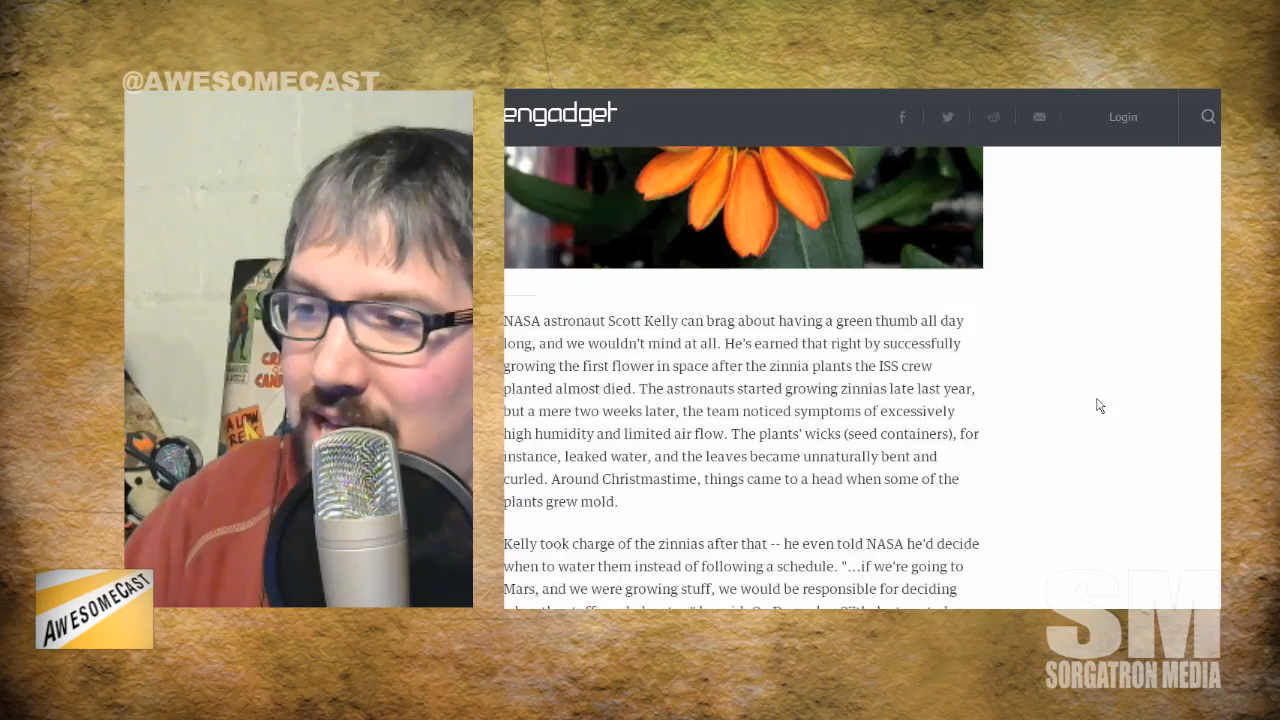 @AWESOMECAST
engadget
Login
NASA astronaut Scott Kelly can brag about having a green thumb all day
long, and we wouldn't mind at all. He's earned that right by successfully
growing the first flower in space after the zinnia plants the ISS crew
planted almost died. The astronauts started growing zinnias late last year,
but a mere two weeks later, the team noticed symptoms of excessively
high humidity and limited air flow. The plants' wicks (seed containers), for
instance, leaked water, and the leaves became unnaturally bent and
curled. Around Christmastime, things came to a head when some of the
plants grew mold.
Kelly took charge of the zinnias after that -- he even told NASA he'd decide
when to water them instead of following a schedule. "...if we're going to
Mars, and we were growing stuff, we would be responsible for deciding
AWESOMECAST
SM
SORGATRON MEDIA